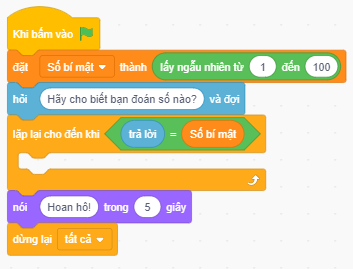 Khi bấm vào
đặt Số bí mật thành lấy ngẫu nhiên từ 1 đến 100
hỏi Hãy cho biết bạn đoán số nào? và đợi
lặp lại cho đến khi trả lời = Số bí mật
nói Hoan hô! trong 5 giây
dừng lại tất cả